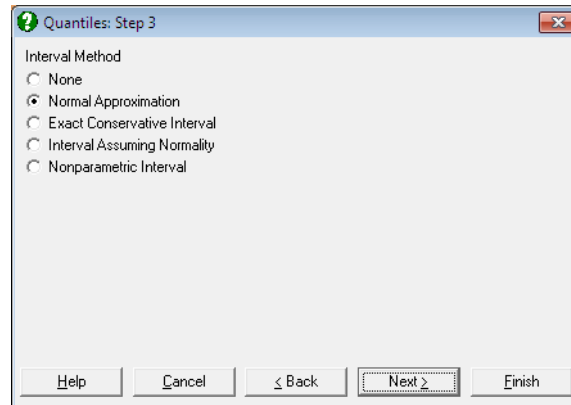 Quantiles: Step 3
Interval Method
None
Normal Approximation
Exact Conservative Interval
Interval Assuming Normality
Nonparametric Interval
Help Cancel < Back Next > Finish